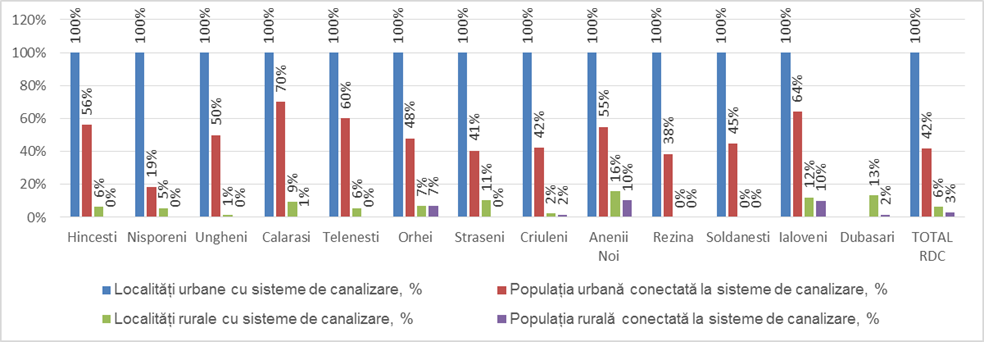 120%
100%
80%
60%
40%
20%
0%
100% 56% 6% 0%
100% 19% 5% 0%
100% 50% 1% 0%
100% 70% 9% 1%
100% 60% 6% 0%
100% 48% 7% 7%
100% 41% 11% 0%
100% 42% 2% 2%
100% 55% 16% 10%
100% 38% 0% 0%
100% 45% 0% 0%
100% 64% 12% 10%
13% 2%
100% 42% 6% 3%
Hincesti Nisporeni Ungheni Calarasi Telenesti Orhei Straseni Criuleni Anenii Rezina Soldanesti Ialoveni Dubasari TOTAL
Noi RDC
Localități urbane cu sisteme de canalizare, % Populația urbană conectată la sisteme de canalizare, %
Localități rurale cu sisteme de canalizare, % Populația rurală conectată la sisteme de canalizare, %